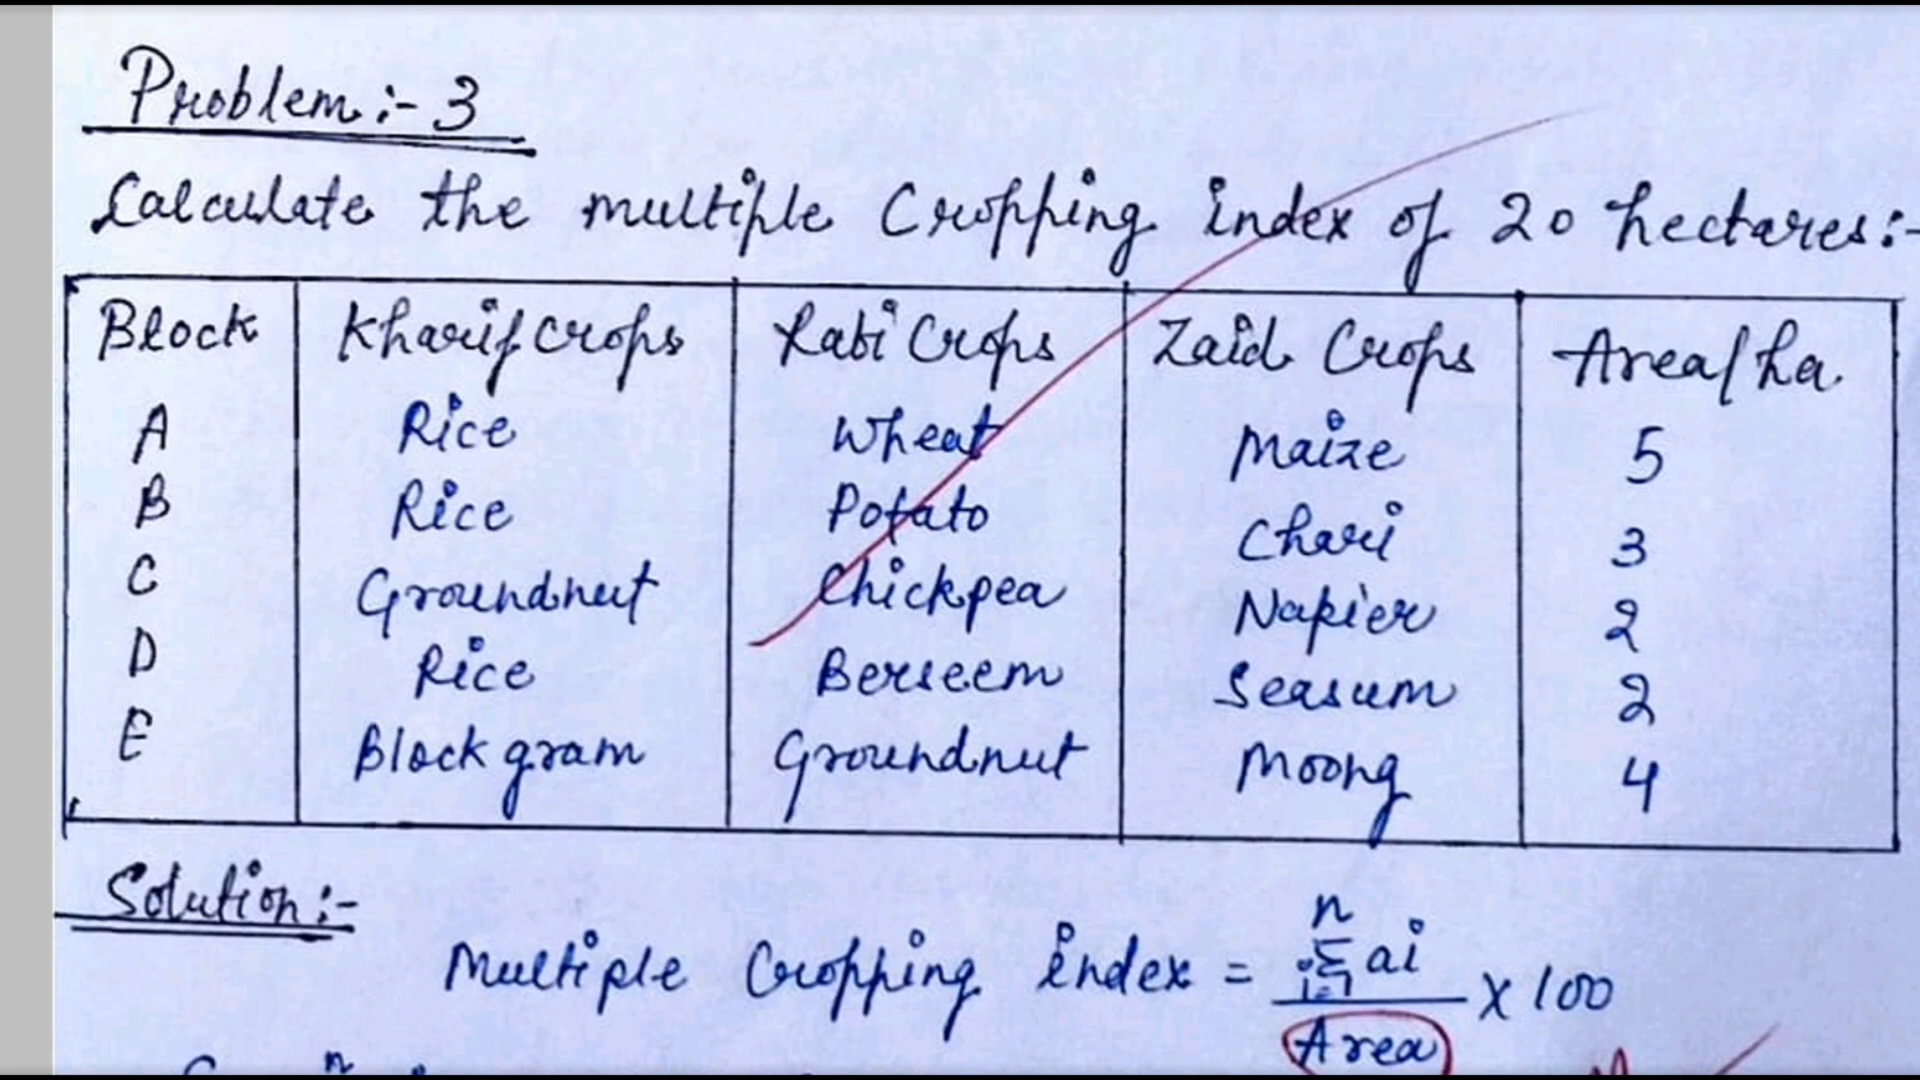 Problem:- 3
Calculate the multiple Cropping index of 20 hectares:-
Block Kharif crops Rabi Crops Zaid Crops Area/ha.
A Rice Wheat Maize 5
B Rice Potato Chari 3
C Groundnut Chickpea Napier 2
D Rice Berseem Seasum 2
E Block gram Groundnut Moong 4
Solution:-
Multiple Cropping index = n Σ i=1 ai / Area × 100